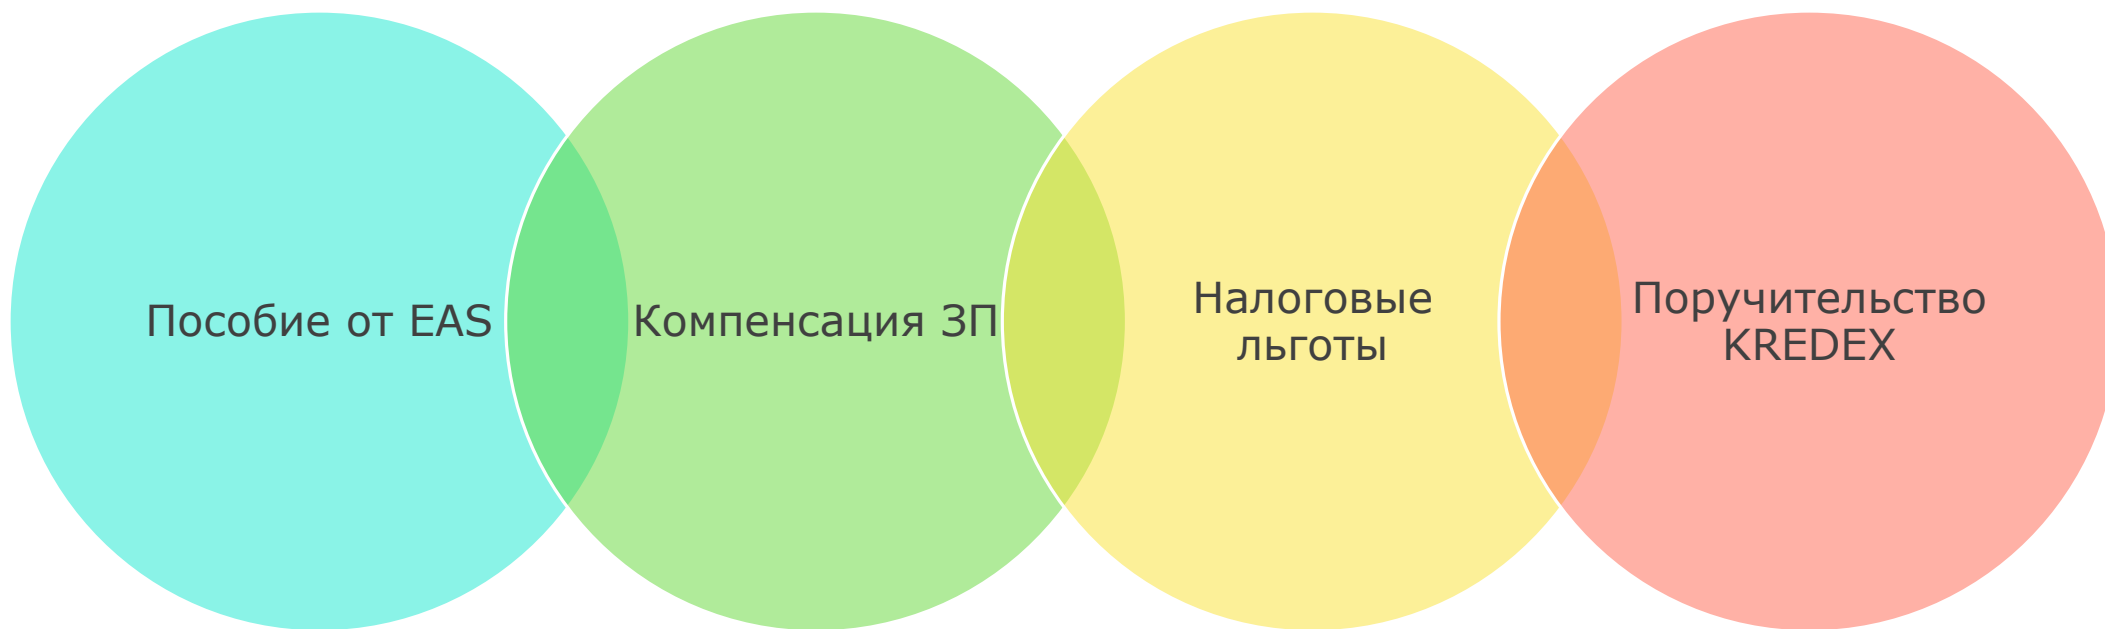 Пособие от EAS
Компенсация ЗП
Налоговые
льготы
Поручительство
KREDEX